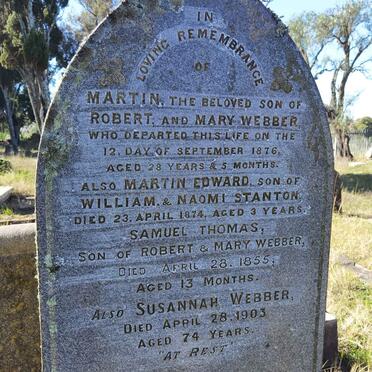 IN
LOVING REMEMBRANCE
OF
MARTIN, THE BELOVED SON OF
ROBERT, AND MARY WEBBER,
WHO DEPARTED THIS LIFE ON THE
12. DAY, OF SEPTEMBER 1876,
AGED 28 YEARS & 5 MONTHS.
ALSO MARTIN EDWARD, SON OF
WILLIAM, & NAOMI STANTON,
DIED 23. APRIL 1874, AGED 3 YEARS.
SAMUEL THOMAS,
SON OF ROBERT & MARY WEBBER,
DIED APRIL 28. 1855,
AGED 13 MONTHS.
ALSO SUSANNAH WEBBER,
DIED APRIL 28. 1903
AGED 74 YEARS.
"AT REST"